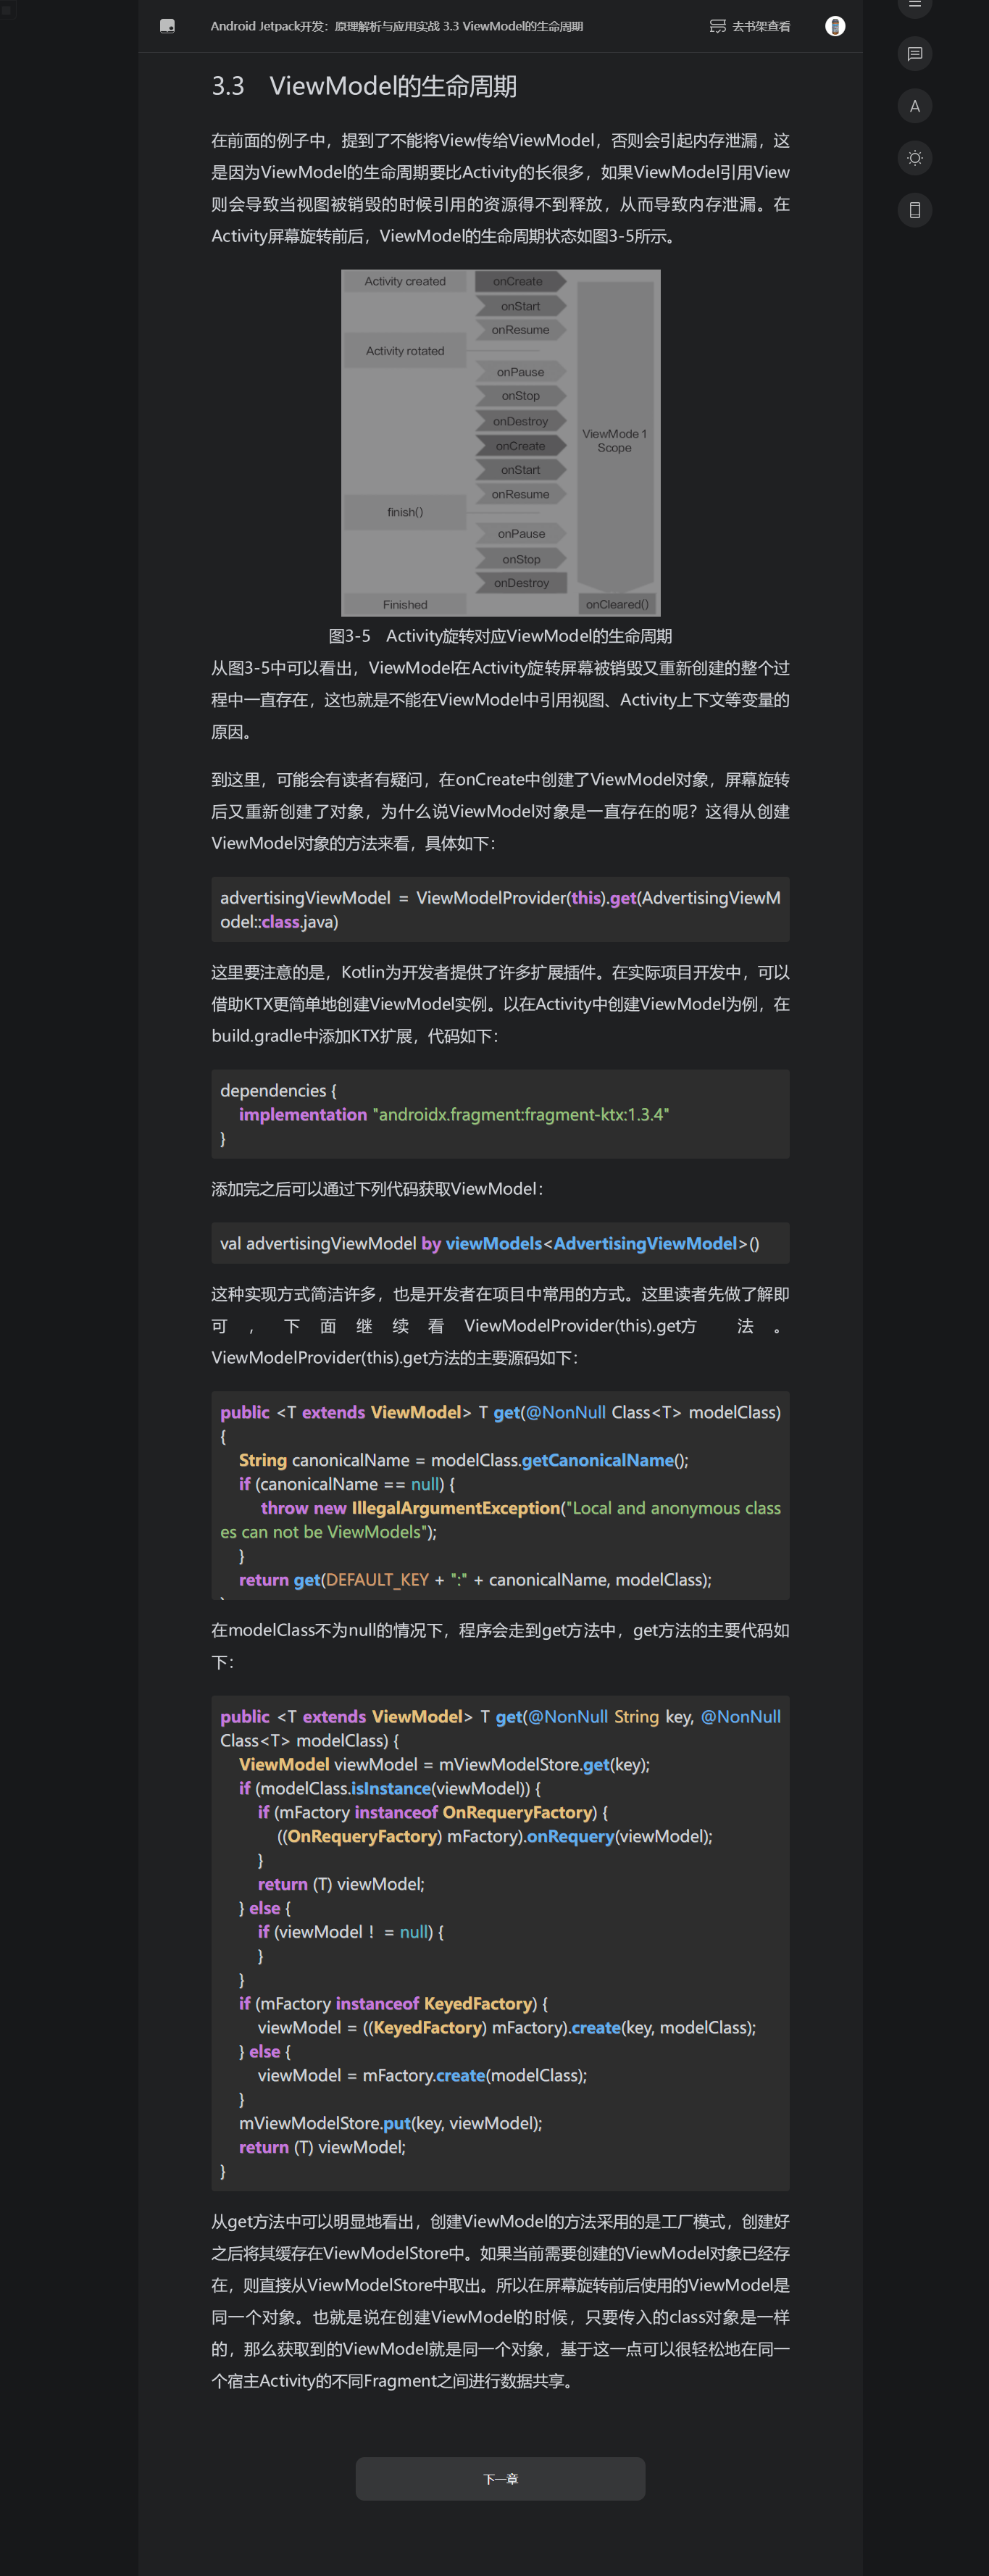 Android Jetpack开发：原理解析与应用实战 3.3 ViewModel的生命周期
去书架查看
A
3.3 ViewModel的生命周期
在前面的例子中，提到了不能将View传给ViewModel，否则会引起内存泄漏，这
是因为ViewModel的生命周期要比Activity的长很多，如果ViewModel引用View
则会导致当视图被销毁的时候引用的资源得不到释放，从而导致内存泄漏。在
Activity屏幕旋转前后，ViewModel的生命周期状态如图3-5所示。
Activity created
onCreate
onStart
onResume
Activity rotated
onPause
onStop
onDestroy
onCreate
ViewMode 1
Scope
onStart
onResume
finish()
onPause
onStop
onDestroy
Finished
onCleared()
图3-5 Activity旋转对应ViewModel的生命周期
从图3-5中可以看出，ViewModel在Activity旋转屏幕被销毁又重新创建的整个过
程中一直存在，这也就是不能在ViewModel中引用视图、Activity上下文等变量的
原因。
到这里，可能会有读者有疑问，在onCreate中创建了ViewModel对象，屏幕旋转
后又重新创建了对象，为什么说ViewModel对象是一直存在的呢？这得从创建
ViewModel对象的方法来看，具体如下：
advertisingViewModel = ViewModelProvider(this).get(AdvertisingViewM
odel::class.java)
这里要注意的是，Kotlin为开发者提供了许多扩展插件。在实际项目开发中，可以
借助KTX更简单地创建ViewModel实例。以在Activity中创建ViewModel为例，在
build.gradle中添加KTX扩展，代码如下：
dependencies {
implementation "androidx.fragment:fragment-ktx:1.3.4"
}
添加完之后可以通过下列代码获取ViewModel：
val advertisingViewModel by viewModels<AdvertisingViewModel>()
这种实现方式简洁许多，也是开发者在项目中常用的方式。这里读者先做了解即
可，下面继续看ViewModelProvider(this).get方法。
ViewModelProvider(this).get方法的主要源码如下：
public <T extends ViewModel> T get(@NonNull Class<T> modelClass)
{
String canonicalName = modelClass.getCanonicalName();
if (canonicalName == null) {
throw new IllegalArgumentException("Local and anonymous class
es can not be ViewModels");
}
return get(DEFAULT_KEY + ":" + canonicalName, modelClass);
在modelClass不为null的情况下，程序会走到get方法中，get方法的主要代码如
下：
public <T extends ViewModel> T get(@NonNull String key, @NonNull
Class<T> modelClass) {
ViewModel viewModel = mViewModelStore.get(key);
if (modelClass.isInstance(viewModel)) {
if (mFactory instanceof OnRequeryFactory) {
((OnRequeryFactory) mFactory).onRequery(viewModel);
}
return (T) viewModel;
} else {
if (viewModel！ = null) {
}
}
if (mFactory instanceof KeyedFactory) {
viewModel = ((KeyedFactory) mFactory).create(key, modelClass);
} else {
viewModel = mFactory.create(modelClass);
}
mViewModelStore.put(key, viewModel);
return (T) viewModel;
}
从get方法中可以明显地看出，创建ViewModel的方法采用的是工厂模式，创建好
之后将其缓存在ViewModelStore中。如果当前需要创建的ViewModel对象已经存
在，则直接从ViewModelStore中取出。所以在屏幕旋转前后使用的ViewModel是
同一个对象。也就是说在创建ViewModel的时候，只要传入的class对象是一样
的，那么获取到的ViewModel就是同一个对象，基于这一点可以很轻松地在同一
个宿主Activity的不同Fragment之间进行数据共享。
下一章